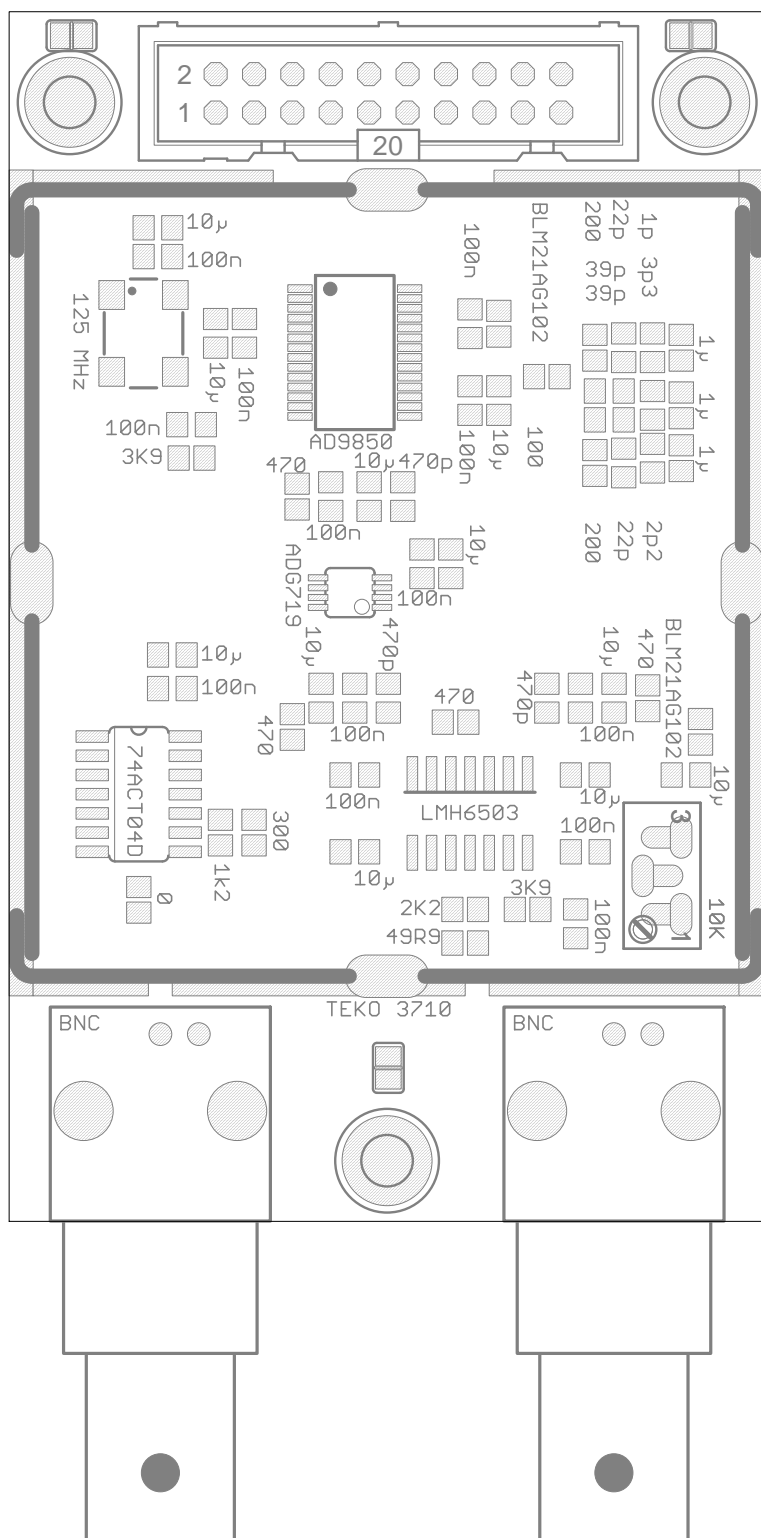 2
1
20
10µ
100n
125 MHz
10µ
100n
100n
3K9
AD9850
100n
BLM21AG102
200
22p
1p
39p
39p
3p3
1µ
1µ
1µ
100n
10µ
100
470
10µ
470p
100n
200
22p
2p2
ADG719
10µ
100n
10µ
470p
10µ
100n
470
100n
470
470p
10µ
100n
470
BLM21AG102
10µ
74ACT04D
300
1k2
0
100n
LMH6503
10µ
10µ
100n
3
1
10K
2K2
3K9
49R9
100n
TEKO 3710
BNC
BNC